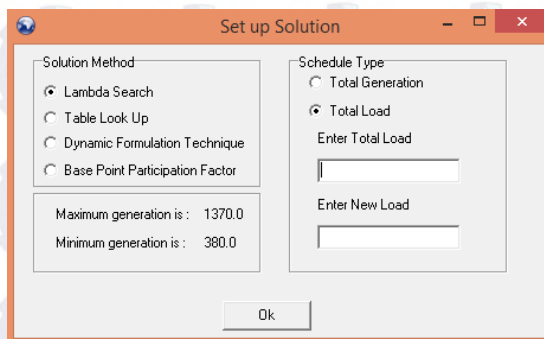 Set up Solution
Solution Method
Lambda Search
Table Look Up
Dynamic Formulation Technique
Base Point Participation Factor
Maximum generation is : 1370.0
Minimum generation is : 380.0
Schedule Type
Total Generation
Total Load
Enter Total Load
Enter New Load
Ok